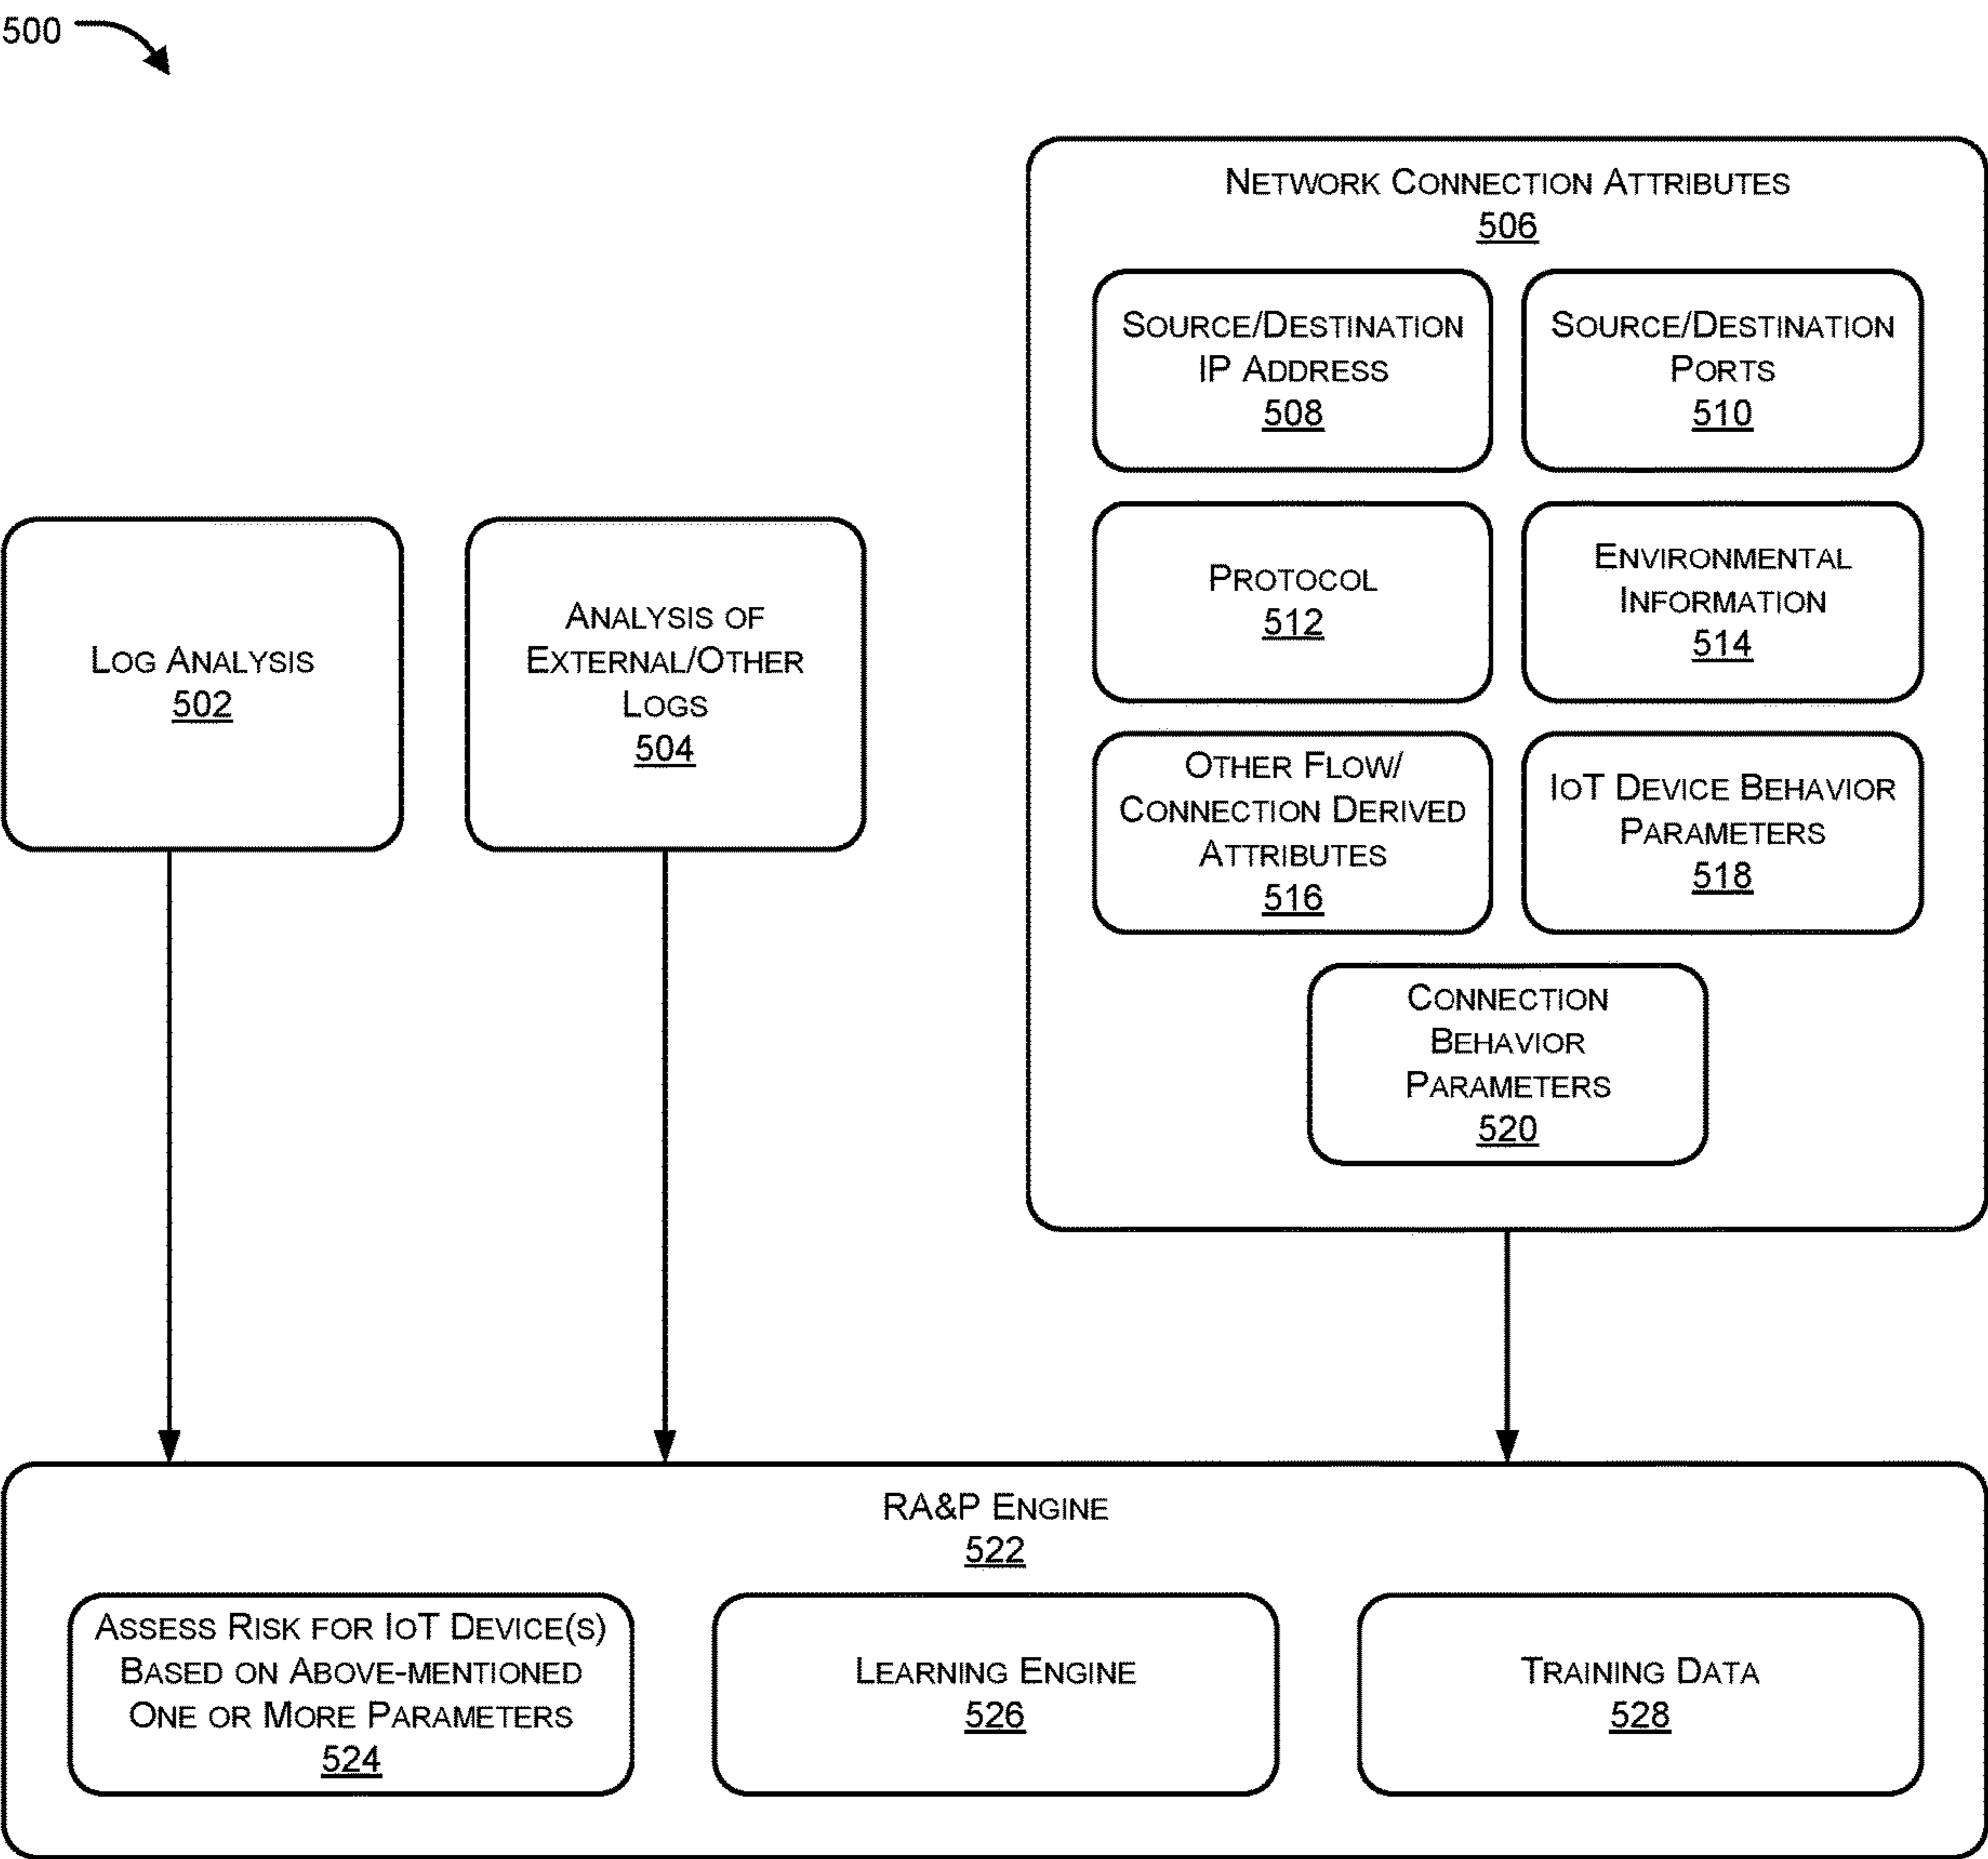 500
NETWORK CONNECTION ATTRIBUTES
506
SOURCE/DESTINATION
IP ADDRESS
508
SOURCE/DESTINATION
PORTS
510
PROTOCOL
512
ENVIRONMENTAL
INFORMATION
514
OTHER FLOW/
CONNECTION DERIVED
ATTRIBUTES
516
IOT DEVICE BEHAVIOR
PARAMETERS
518
CONNECTION
BEHAVIOR
PARAMETERS
520
LOG ANALYSIS
502
ANALYSIS OF
EXTERNAL/OTHER
LOGS
504
RA&P ENGINE
522
ASSESS RISK FOR IOT DEVICE(S)
BASED ON ABOVE-MENTIONED
ONE OR MORE PARAMETERS
524
LEARNING ENGINE
526
TRAINING DATA
528